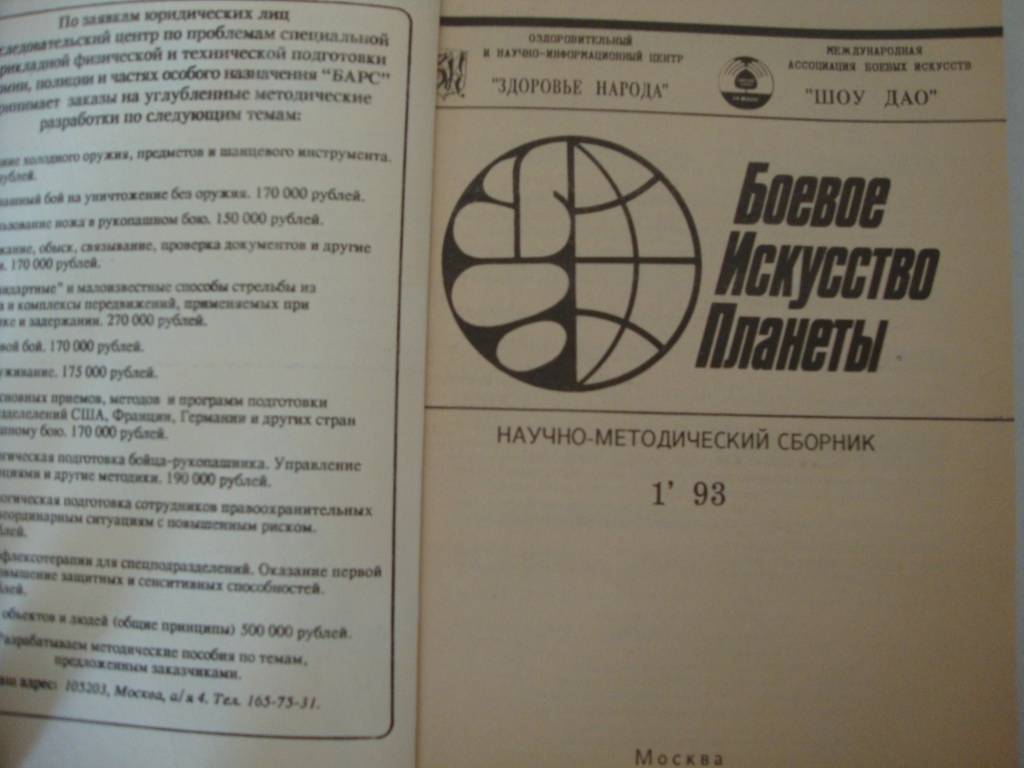 По заявкам юридических лиц
центр по проблемам специальной
физической и технической подготовки
полиции и частях особого назначения "БАРС"
заказы на углубленные методические
разработки по следующим темам:
холодного оружия, предметов и шанцевого инструмента.
бой на уничтожение без оружия. 170 000 рублей.
ножа в рукопашном бою. 150 000 рублей.
обыск, связывание, проверка документов и другие
170 000 рублей.
и малоизвестные способы стрельбы из
и комплексы передвижений, применяемых при
и задержании. 270 000 рублей.
бой. 170 000 рублей.
175 000 рублей.
приемов, методов и программ подготовки
США, Франции, Германии и других стран
бою. 170 000 рублей.
подготовка бойца-рукопашника. Управление
и другие методики. 190 000 рублей.
подготовка сотрудников правоохранительных
ситуациям с повышенным риском.
для спецподразделений. Оказание первой
защитных и сенситивных способностей.
объектов и людей (общие принципы) 500 000 рублей.
методические пособия по темам,
предложенным заказчиками.
адрес: 105203, Москва, а/я 4. Тел. 165-75-31.
ОЗДОРОВИТЕЛЬНЫЙ
И НАУЧНО-ИНФОРМАЦИОННЫЙ ЦЕНТР
"ЗДОРОВЬЕ НАРОДА"
МЕЖДУНАРОДНАЯ
АССОЦИАЦИЯ БОЕВЫХ ИСКУССТВ
"ШОУ ДАО"
Боевое
Искусство
Планеты
НАУЧНО-МЕТОДИЧЕСКИЙ СБОРНИК
1' 93
Москва